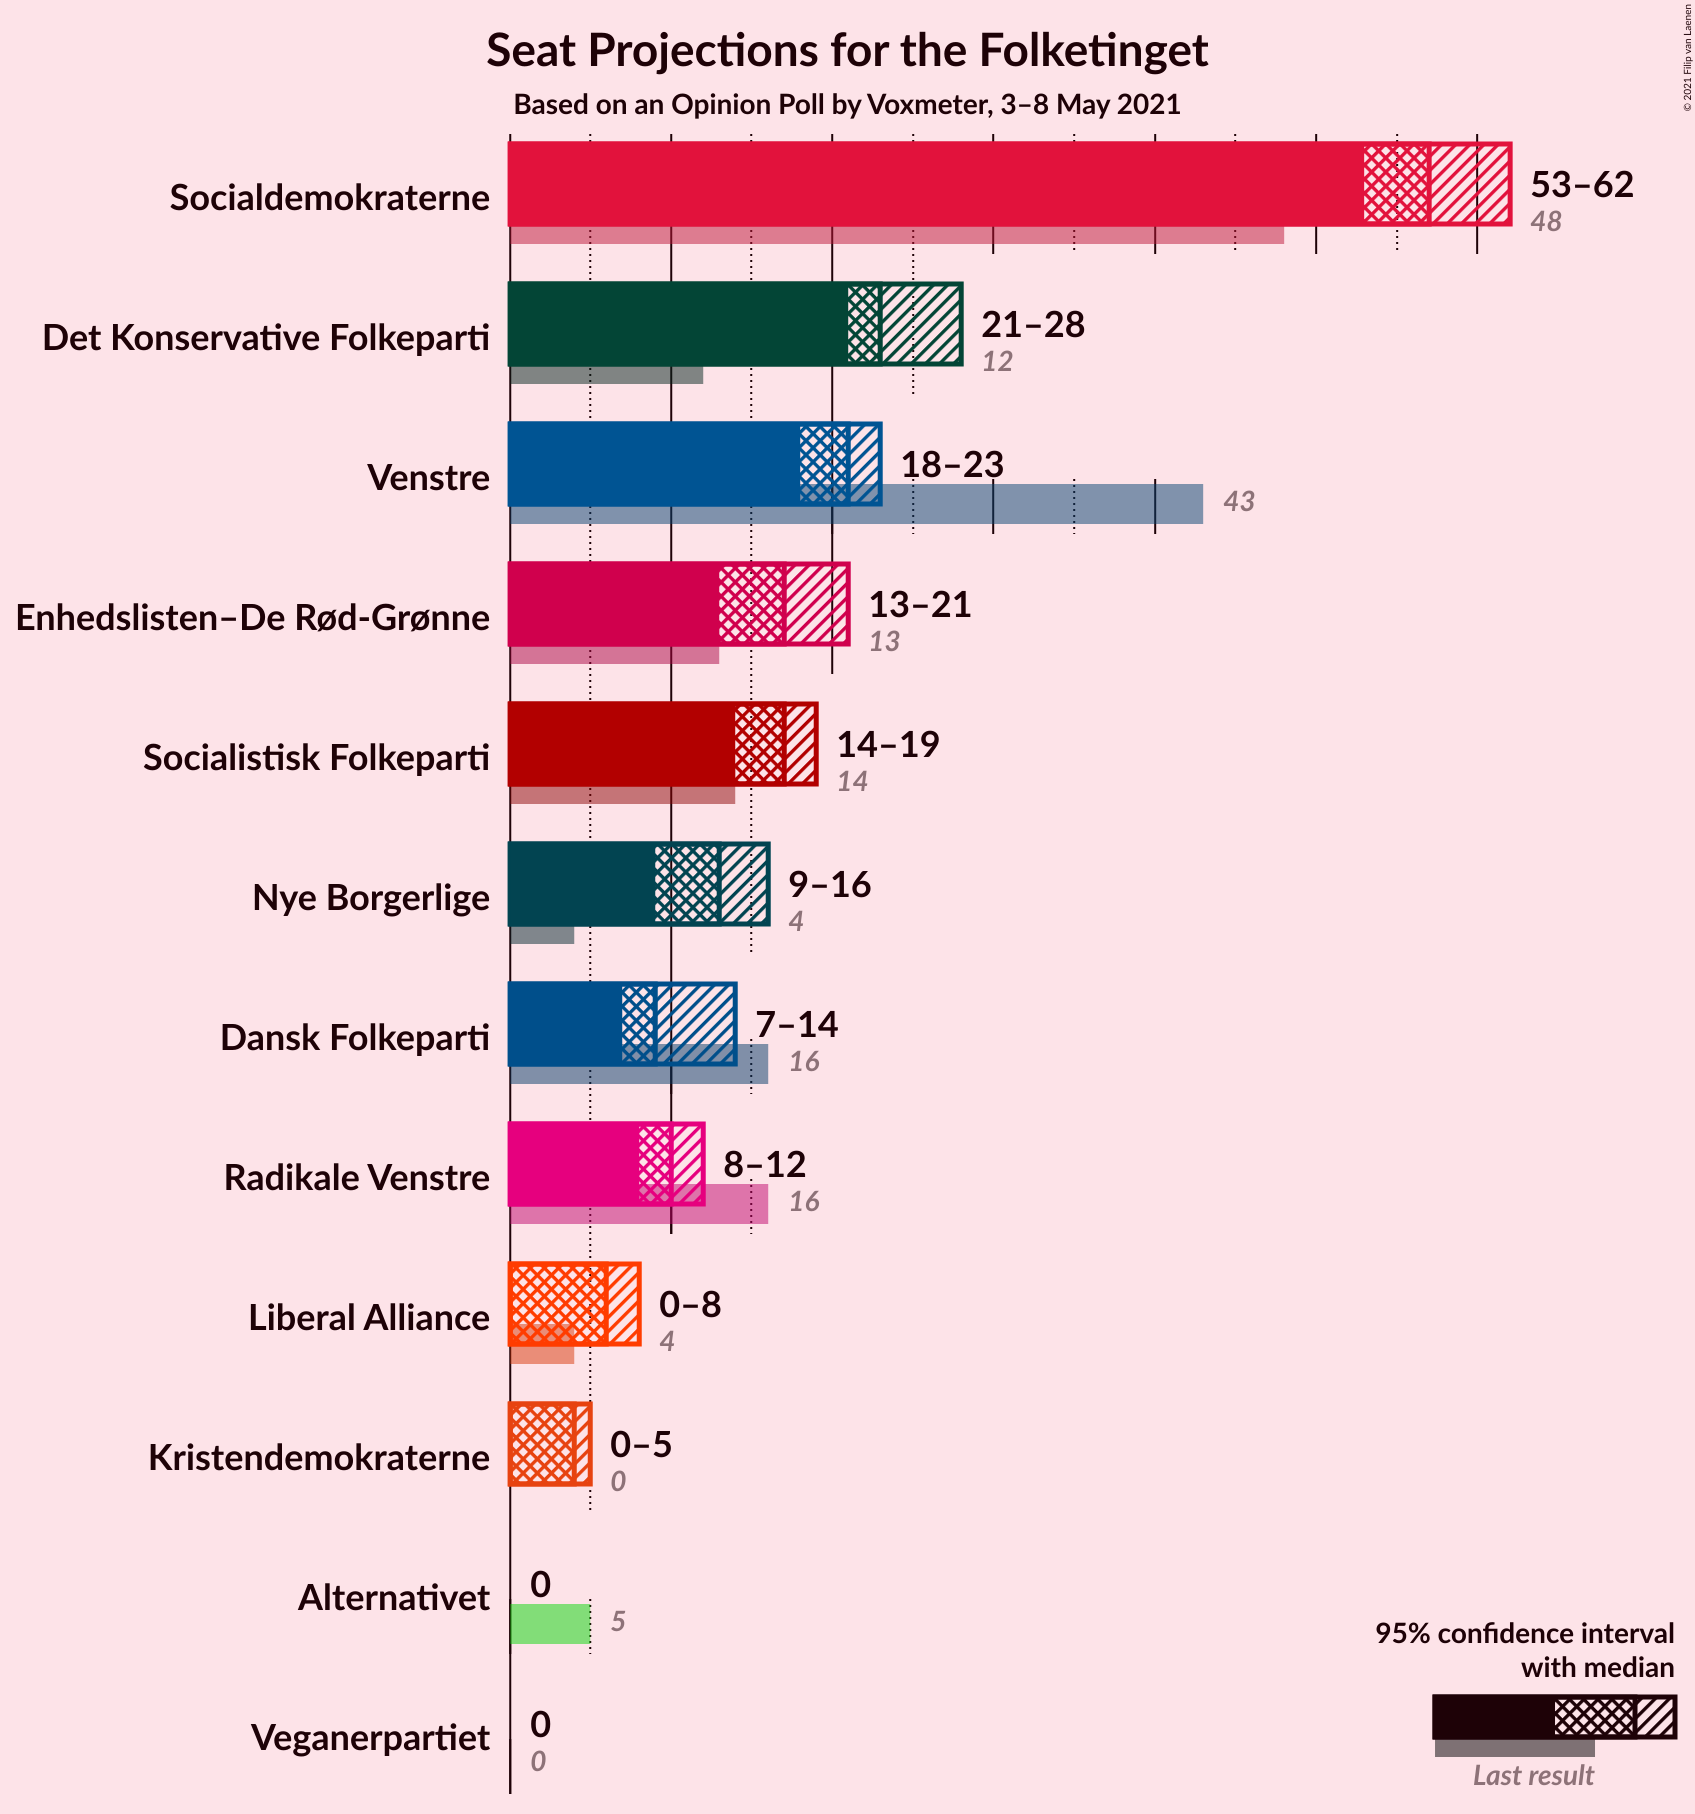 Seat Projections for the Folketinget
Based on an Opinion Poll by Voxmeter, 3–8 May 2021
© 2021 Filip van Laenen
Socialdemokraterne
53–62
48
Det Konservative Folkeparti
21–28
12
Venstre
18–23
43
Enhedslisten–De Rød-Grønne
13–21
13
Socialistisk Folkeparti
14–19
14
Nye Borgerlige
9–16
4
Dansk Folkeparti
7–14
16
Radikale Venstre
8–12
16
Liberal Alliance
0–8
4
Kristendemokraterne
0–5
0
Alternativet
0
5
Veganerpartiet
0
0
95% confidence interval
with median
Last result